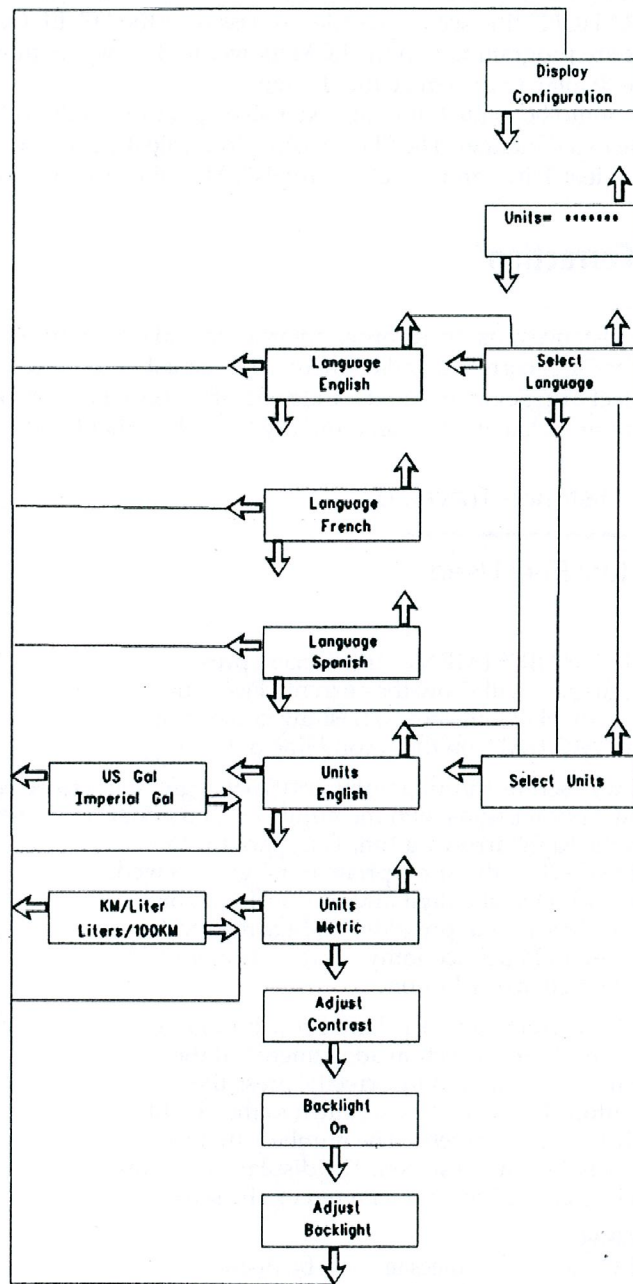 Display
Configuration
Units= *******
Language
English
Select
Language
Language
French
Language
Spanish
US Gal
Imperial Gal
Units
English
Select Units
KM/Liter
Liters/100KM
Units
Metric
Adjust
Contrast
Backlight
On
Adjust
Backlight